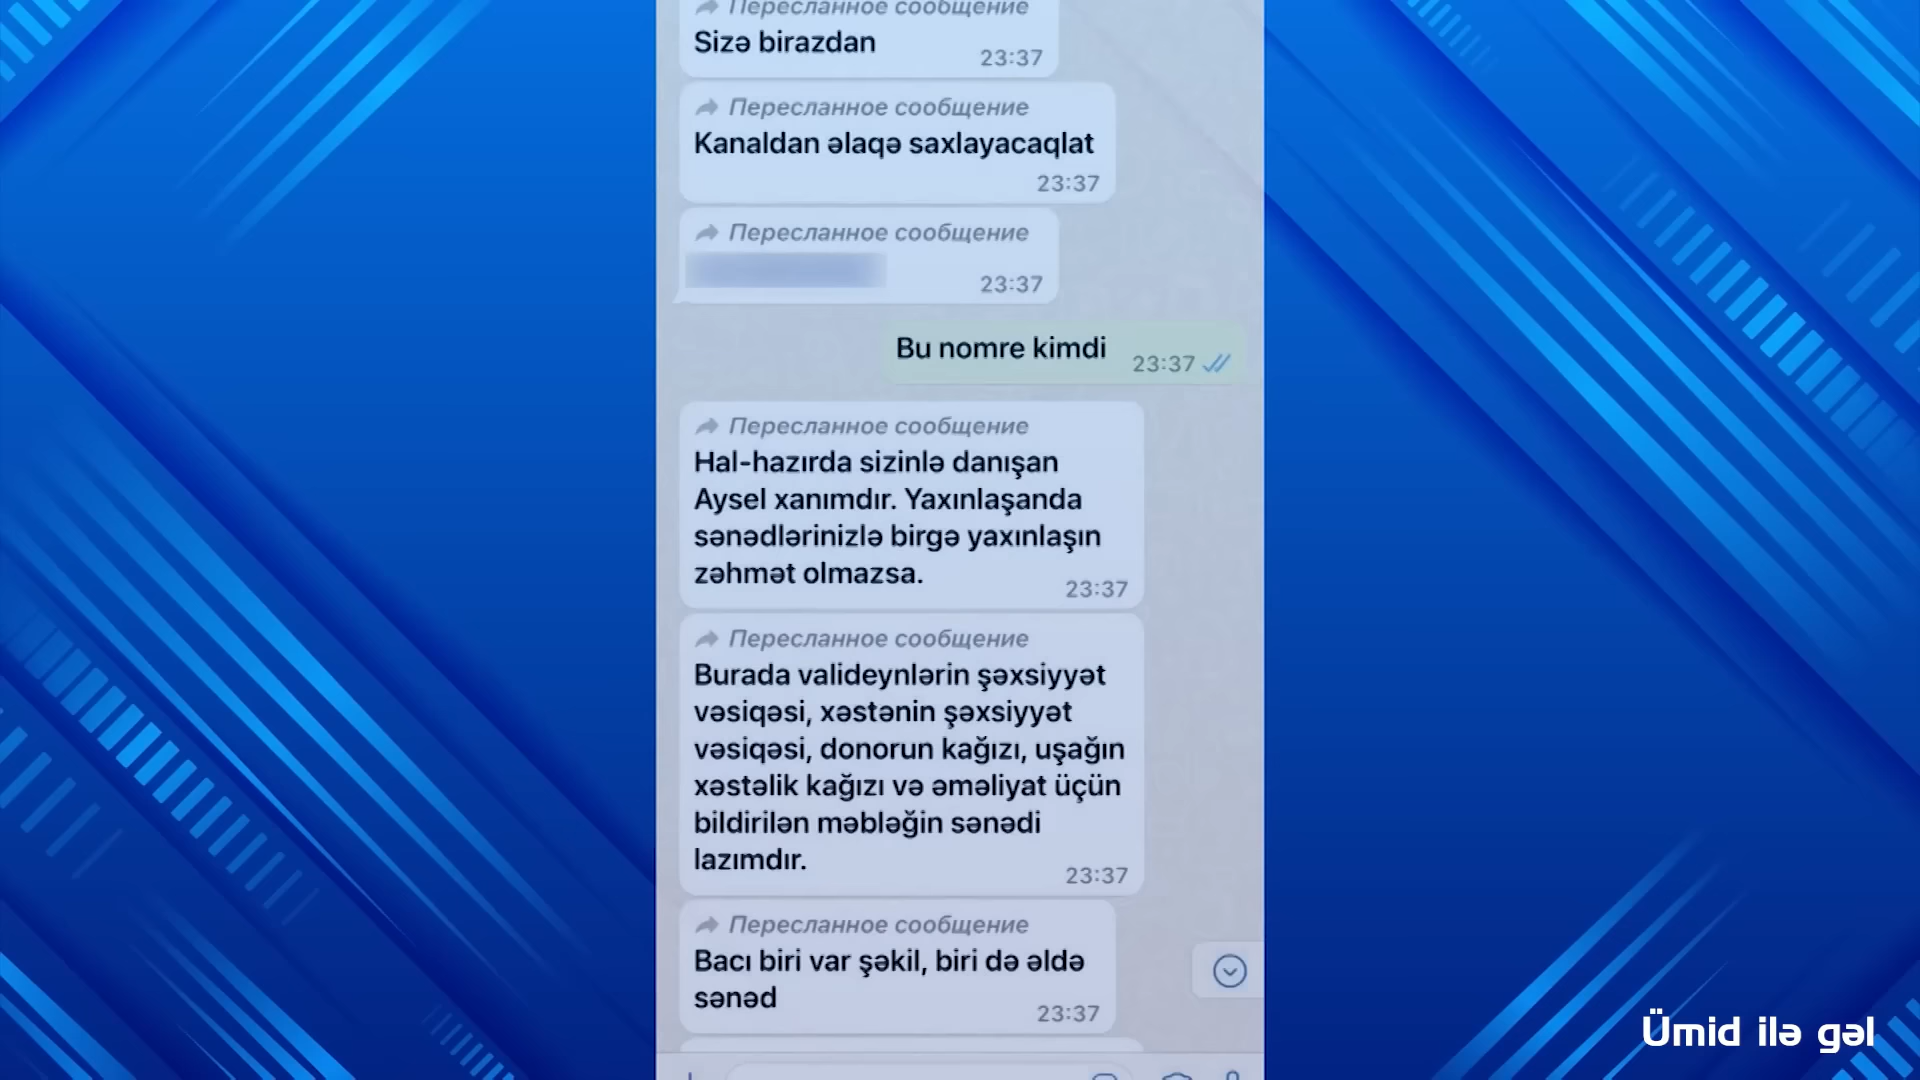 Пересланное сообщение
Sizə birazdan
23:37
Пересланное сообщение
Kanaldan əlaqə saxlayacaqlat
23:37
Пересланное сообщение
23:37
Bu nomre kimdi
23:37
Пересланное сообщение
Hal-hazırda sizinlə danışan
Aysel xanımdır. Yaxınlaşanda
sənədlərinizlə birgə yaxınlaşın
zəhmət olmazsa.
23:37
Пересланное сообщение
Burada valideynlərin şəxsiyyət
vəsiqəsi, xəstənin şəxsiyyət
vəsiqəsi, donorun kağızı, uşağın
xəstəlik kağızı və əməliyat üçün
bildirilən məbləğin sənədi
lazımdır.
23:37
Пересланное сообщение
Bacı biri var şəkil, biri də əldə
sənəd
23:37
Ümid ilə gəl